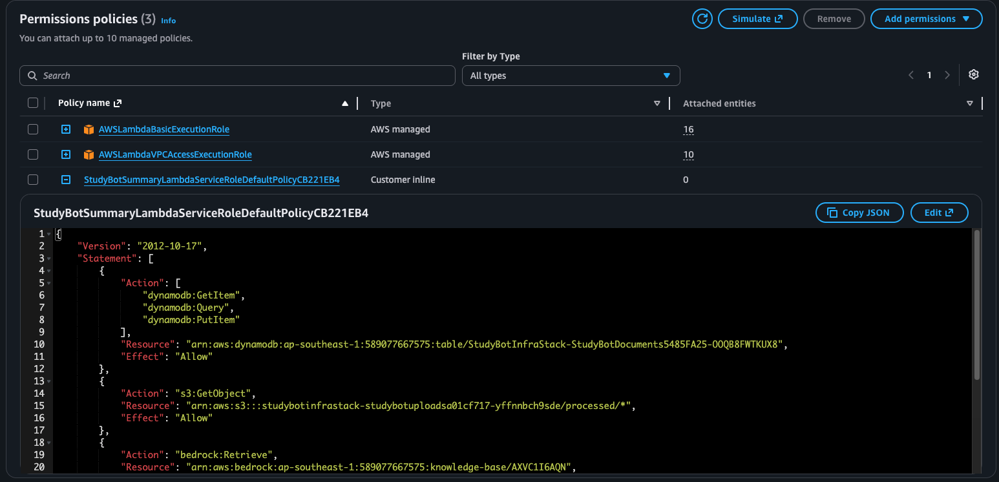 Permissions policies (3) Info
Simulate Remove Add permissions
You can attach up to 10 managed policies.
Filter by Type
Search All types 1
Policy name Type Attached entities
AWSLambdaBasicExecutionRole AWS managed 16
AWSLambdaVPCAccessExecutionRole AWS managed 10
StudyBotSummaryLambdaServiceRoleDefaultPolicyCB221EB4 Customer inline 0
StudyBotSummaryLambdaServiceRoleDefaultPolicyCB221EB4 Copy JSON Edit
1 {
2 "Version": "2012-10-17",
3 "Statement": [
4 {
5 "Action": [
6 "dynamodb:GetItem",
7 "dynamodb:Query",
8 "dynamodb:PutItem"
9 ],
10 "Resource": "arn:aws:dynamodb:ap-southeast-1:589077667575:table/StudyBotInfraStack-StudyBotDocuments5485FA25-OOQB8FWTKUX8",
11 "Effect": "Allow"
12 },
13 {
14 "Action": "s3:GetObject",
15 "Resource": "arn:aws:s3:::studybotinfrastack-studybotuploadsa01cf717-yffnnbch9sde/processed/*",
16 "Effect": "Allow"
17 },
18 {
19 "Action": "bedrock:Retrieve",
20 "Resource": "arn:aws:bedrock:ap-southeast-1:589077667575:knowledge-base/AXVC1I6AQN",